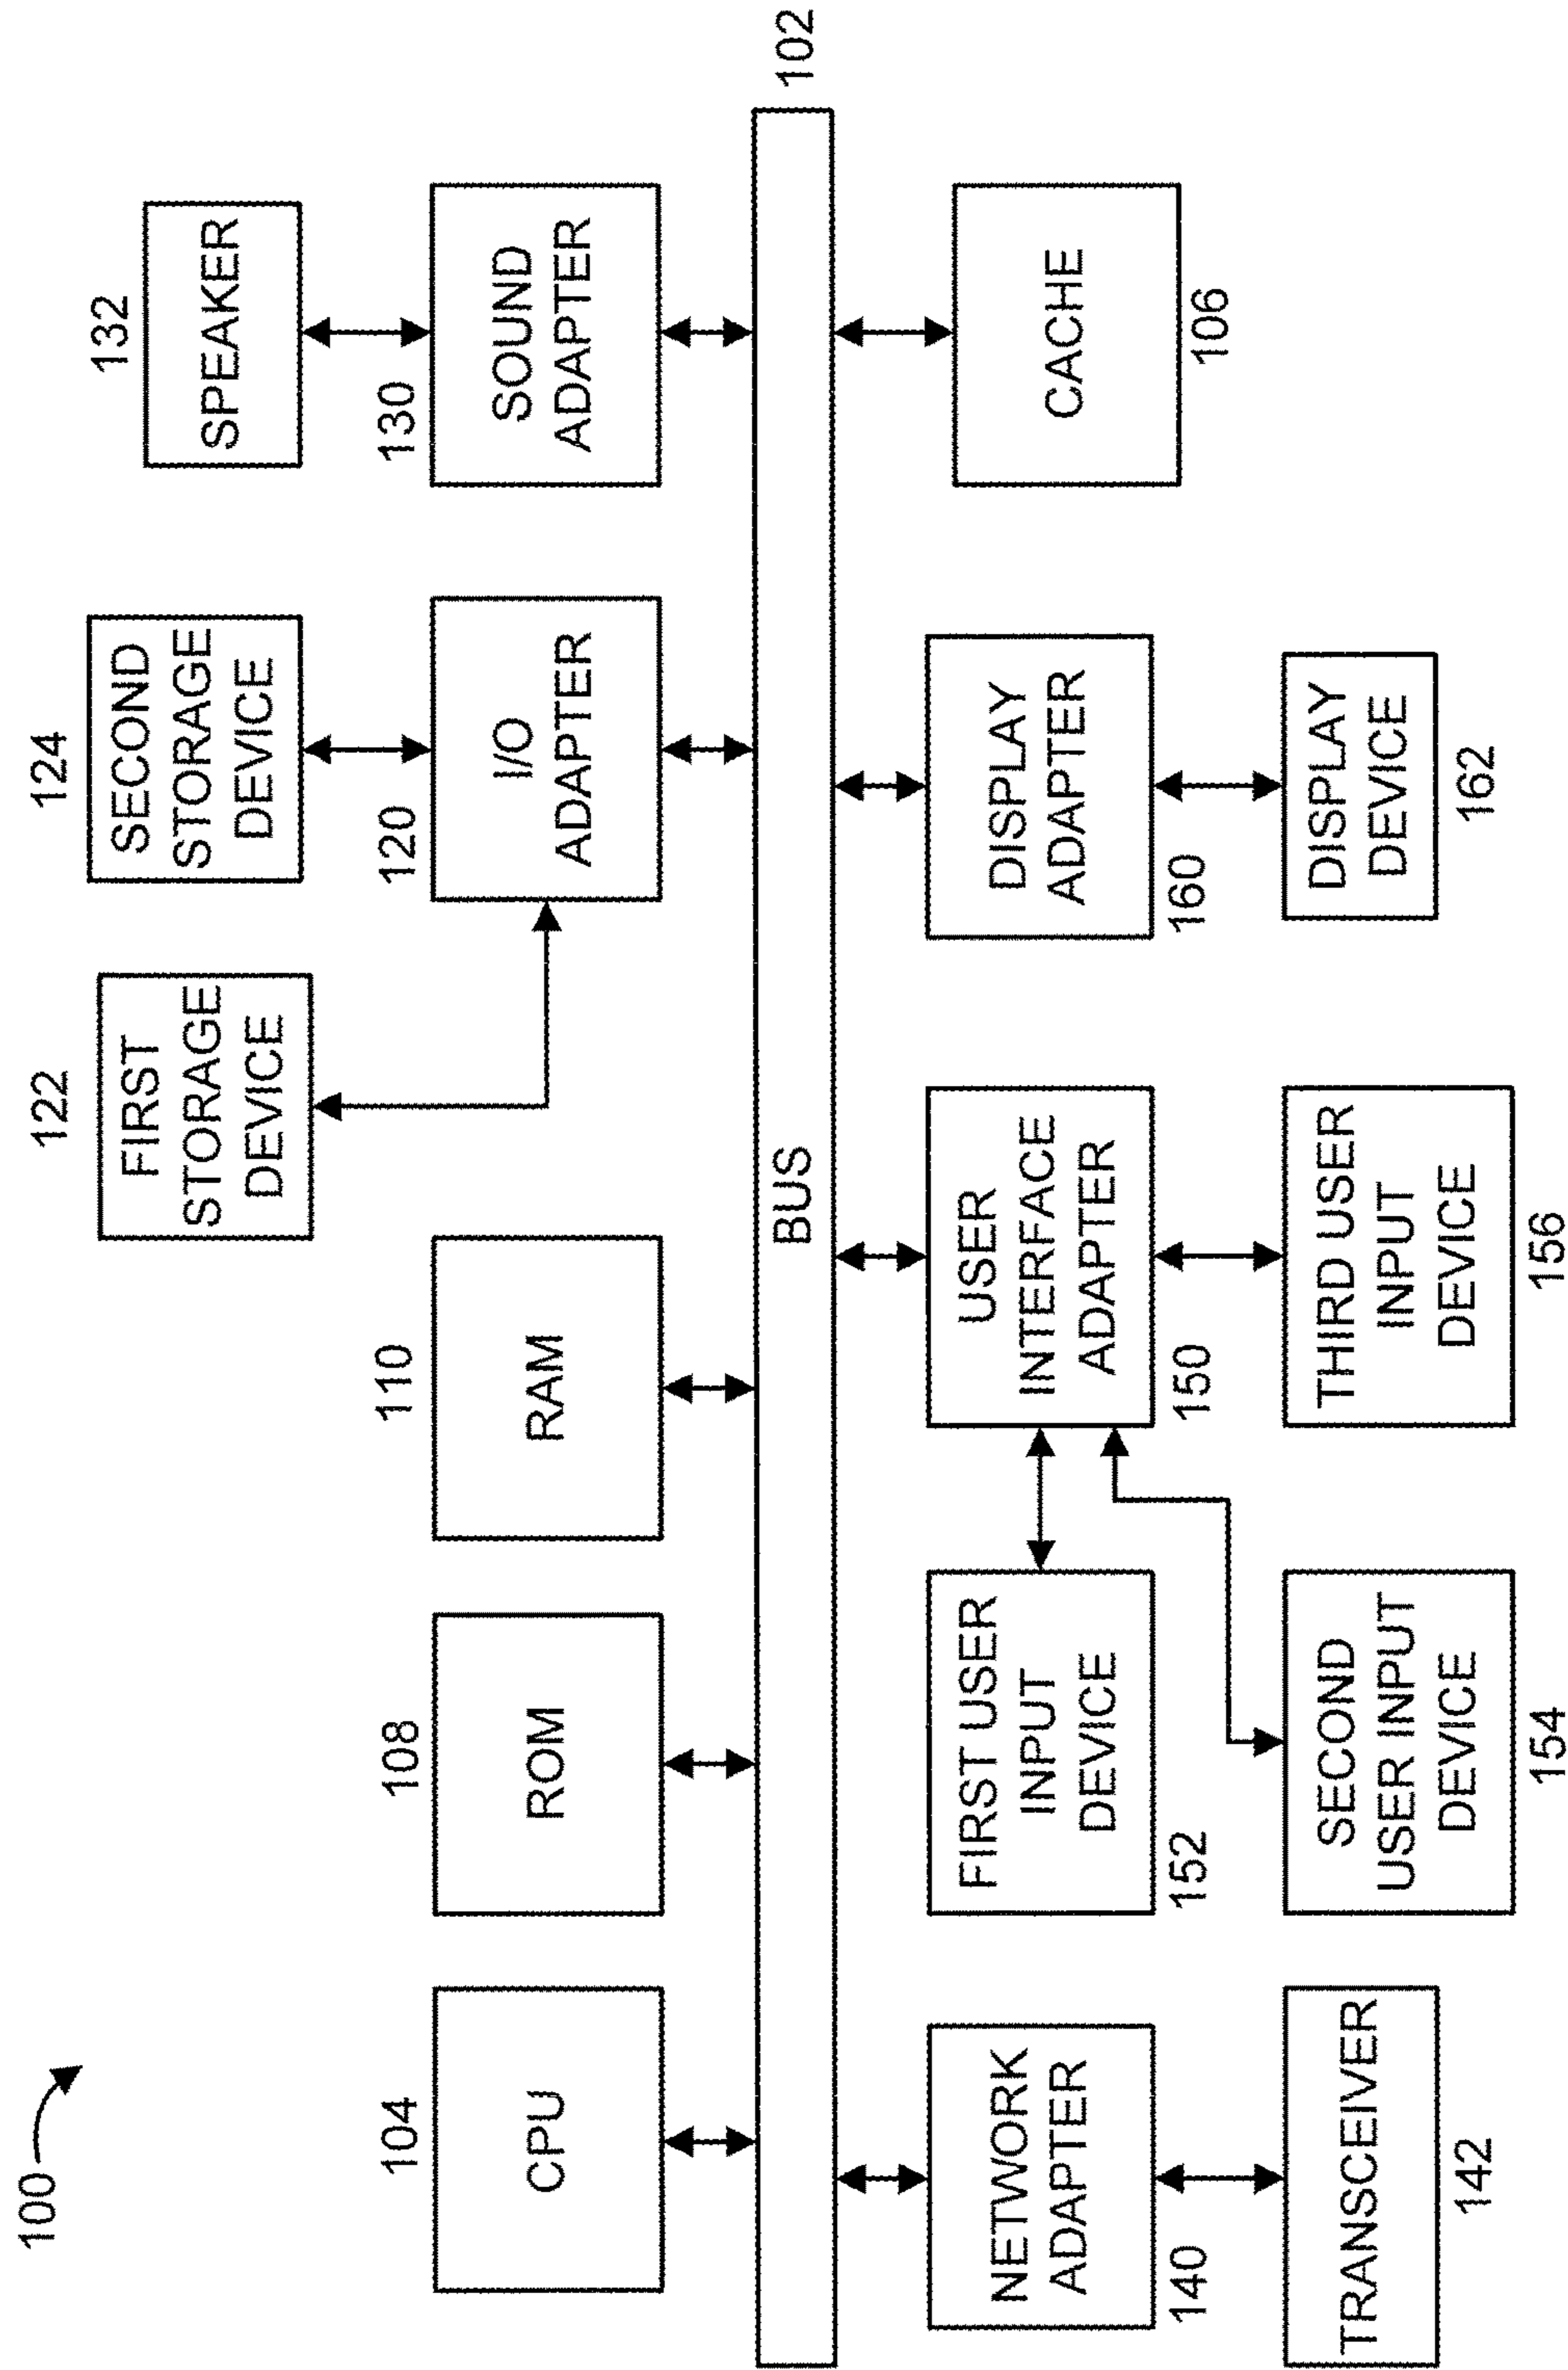 100
132
SPEAKER
130
SOUND
ADAPTER
124
SECOND
STORAGE
DEVICE
120
I/O
ADAPTER
122
FIRST
STORAGE
DEVICE
110
RAM
108
ROM
104
CPU
BUS
102
NETWORK
ADAPTER
140
TRANSCEIVER
142
FIRST USER
INPUT
DEVICE
152
SECOND
USER INPUT
DEVICE
154
USER
INTERFACE
ADAPTER
150
THIRD USER
INPUT
DEVICE
156
DISPLAY
ADAPTER
160
DISPLAY
DEVICE
162
CACHE
106